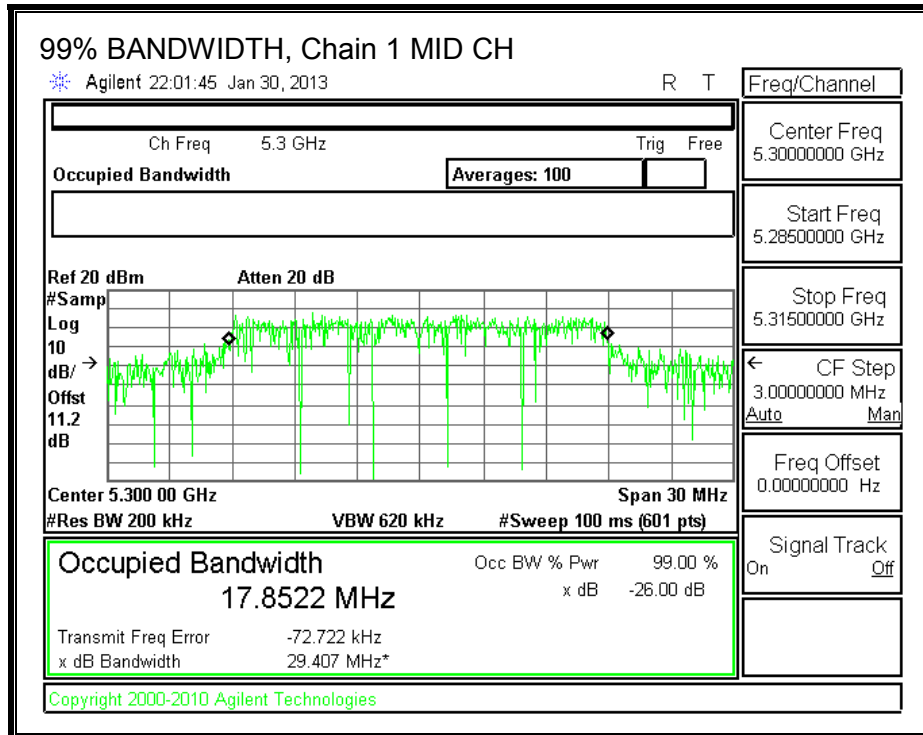 99% BANDWIDTH, Chain 1 MID CH
Agilent 22:01:45 Jan 30, 2013 R T
Ch Freq 5.3 GHz Trig Free
Occupied Bandwidth Averages: 100
Ref 20 dBm Atten 20 dB
#Samp
Log
10
dB/
Offst
11.2
dB
Center 5.300 00 GHz Span 30 MHz
#Res BW 200 kHz VBW 620 kHz #Sweep 100 ms (601 pts)
Occupied Bandwidth
17.8522 MHz
Occ BW % Pwr 99.00 %
x dB -26.00 dB
Transmit Freq Error -72.722 kHz
x dB Bandwidth 29.407 MHz*
Copyright 2000-2010 Agilent Technologies
Freq/Channel
Center Freq
5.30000000 GHz
Start Freq
5.28500000 GHz
Stop Freq
5.31500000 GHz
CF Step
3.00000000 MHz
Auto Man
Freq Offset
0.00000000 Hz
Signal Track
On Off